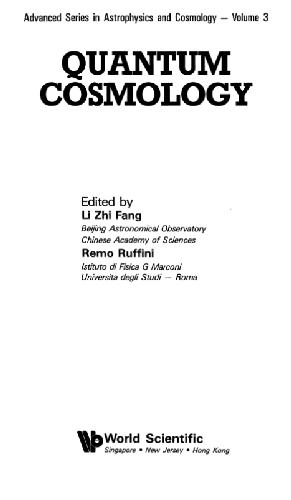 Advanced Series in Astrophysics and Cosmology — Volume 3
QUANTUM
COSMOLOGY
Edited by
Li Zhi Fang
Beijing Astronomical Observatory
Chinese Academy of Sciences
Remo Ruffini
Istituto di Fisica G Marconi
Universita degli Studi — Roma
World Scientific
Singapore • New Jersey • Hong Kong